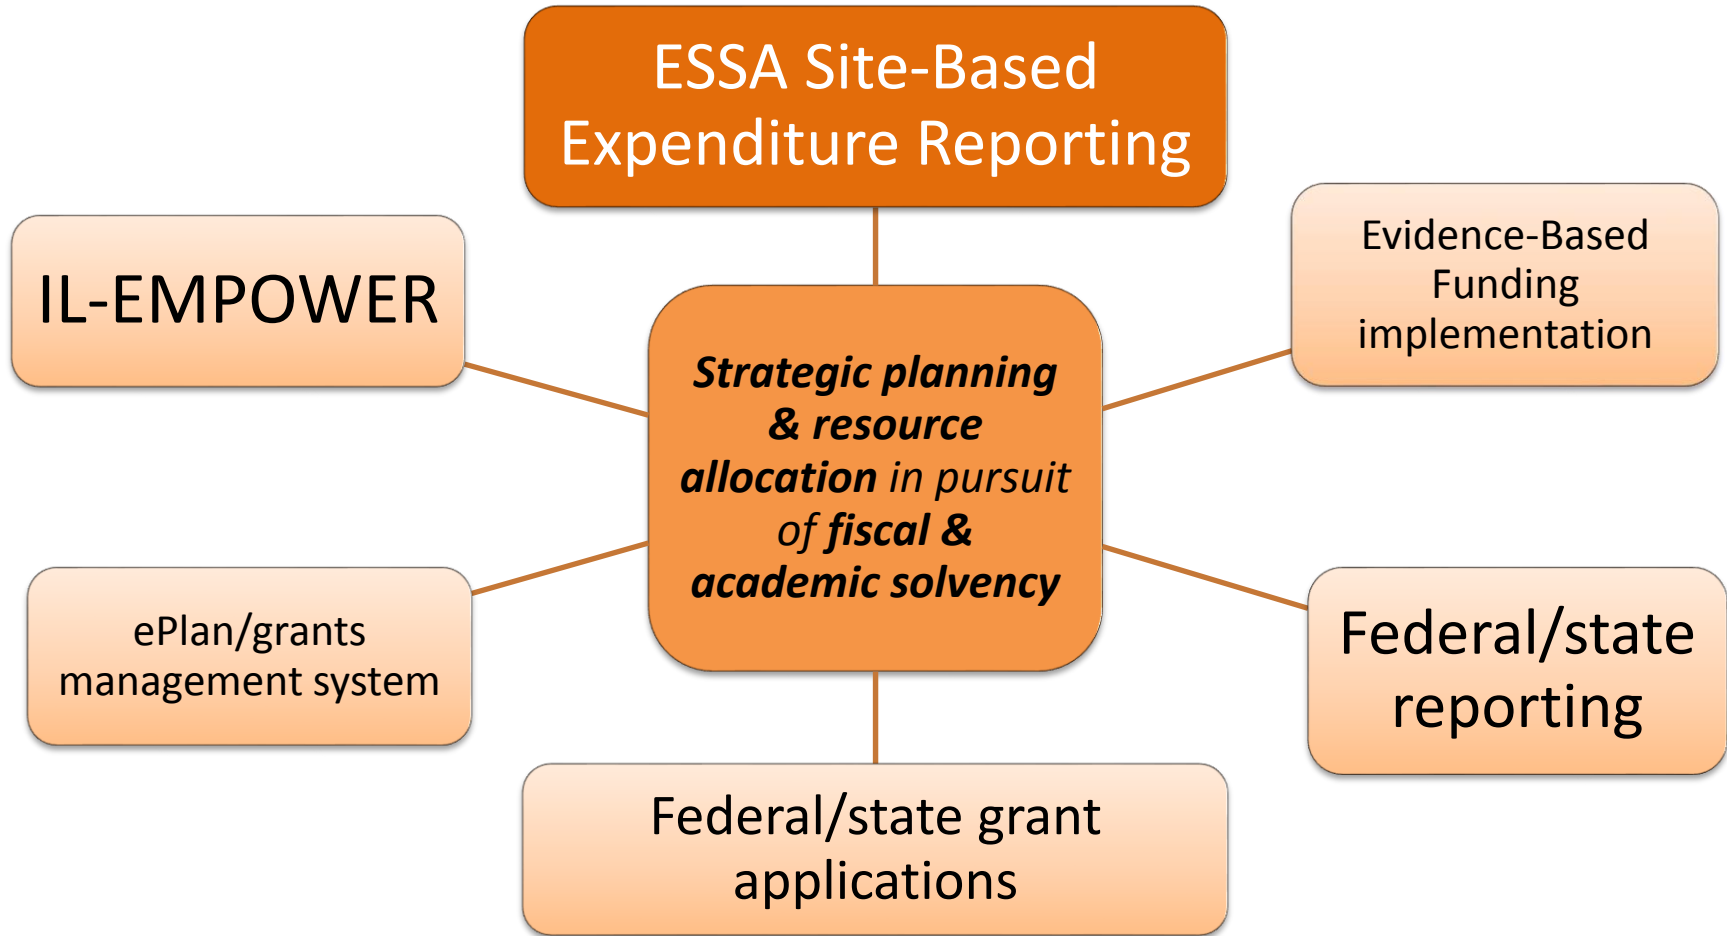 ESSA Site-Based
Expenditure Reporting
IL-EMPOWER
Evidence-Based
Funding
implementation
Strategic planning
& resource
allocation in pursuit
of fiscal &
academic solvency
ePlan/grants
management system
Federal/state
reporting
Federal/state grant
applications